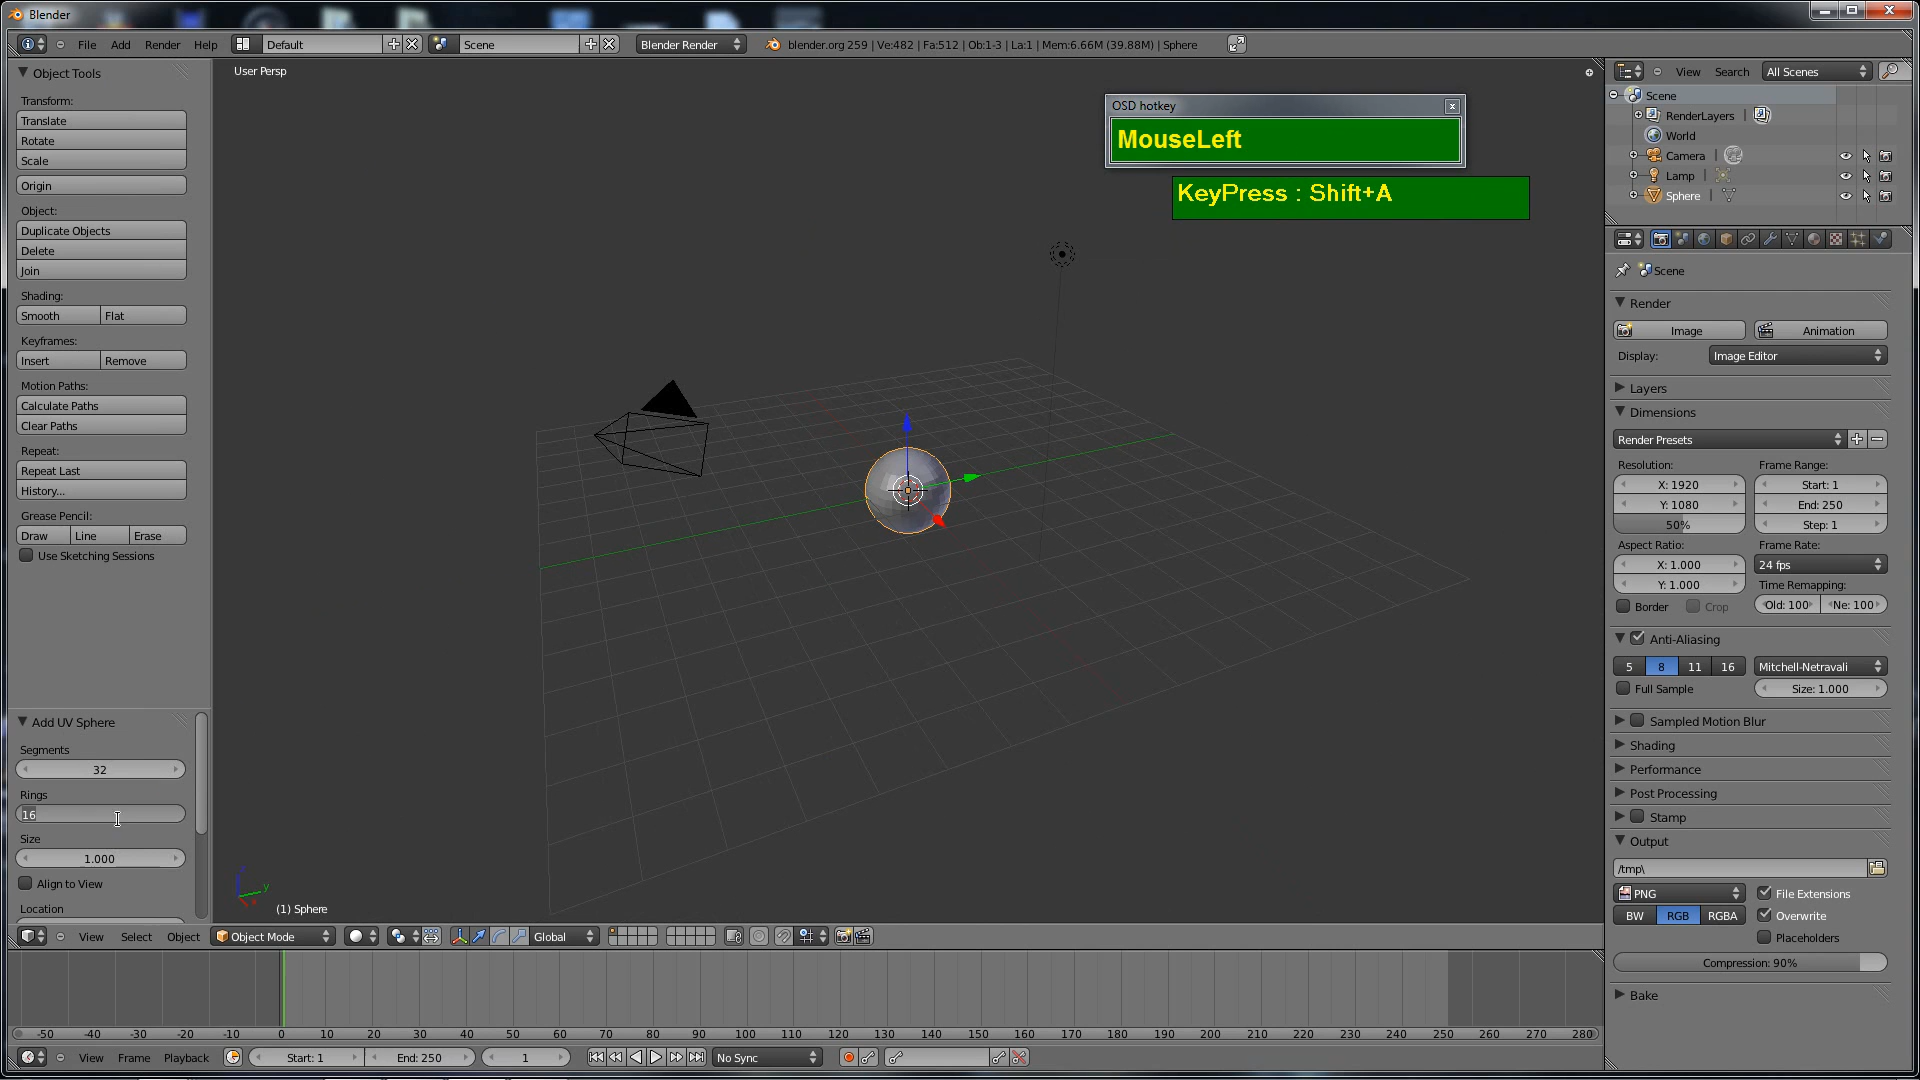 Blender
File Add Render Help Default Scene Blender Render blender.org 259 | Ve:482 | Fa:512 | Ob:1-3 | La:1 | Mem:6.66M (39.88M) | Sphere
Object Tools
Transform:
Translate
Rotate
Scale
Origin
Object:
Duplicate Objects
Delete
Join
Shading:
Smooth Flat
Keyframes:
Insert Remove
Motion Paths:
Calculate Paths
Clear Paths
Repeat:
Repeat Last
History...
Grease Pencil:
Draw Line Erase
Use Sketching Sessions
Add UV Sphere
Segments
32
Rings
16
Size
1.000
Align to View
Location
User Persp
OSD hotkey
MouseLeft
KeyPress : Shift+A
y
(1) Sphere
View Select Object Object Mode Global
-50 -40 -30 -20 -10 0 10 20 30 40 50 60 70 80 90 100 110 120 130 140 150 160 170 180 190 200 210 220 230 240 250 260 270 280
View Frame Playback Start: 1 End: 250 1 No Sync
View Search All Scenes
Scene
RenderLayers
World
Camera
Lamp
Sphere
Scene
Render
Image Animation
Display: Image Editor
Layers
Dimensions
Render Presets
Resolution: Frame Range:
X: 1920 Start: 1
Y: 1080 End: 250
50% Step: 1
Aspect Ratio: Frame Rate:
X: 1.000 24 fps
Y: 1.000 Time Remapping:
Border Crop Old: 100 Ne: 100
Anti-Aliasing
5 8 11 16 Mitchell-Netravali
Full Sample Size: 1.000
Sampled Motion Blur
Shading
Performance
Post Processing
Stamp
Output
/tmp\
PNG File Extensions
BW RGB RGBA Overwrite
Placeholders
Compression: 90%
Bake